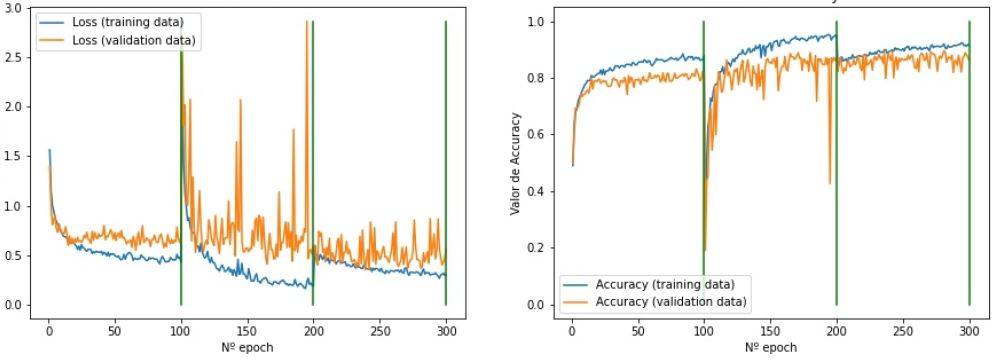 3.0
2.5
2.0
1.5
1.0
0.5
0.0
Loss (training data)
Loss (validation data)
0 50 100 150 200 250 300
Nº epoch
Valor de Accuracy
1.0
0.8
0.6
0.4
0.2
0.0
Accuracy (training data)
Accuracy (validation data)
0 50 100 150 200 250 300
Nº epoch